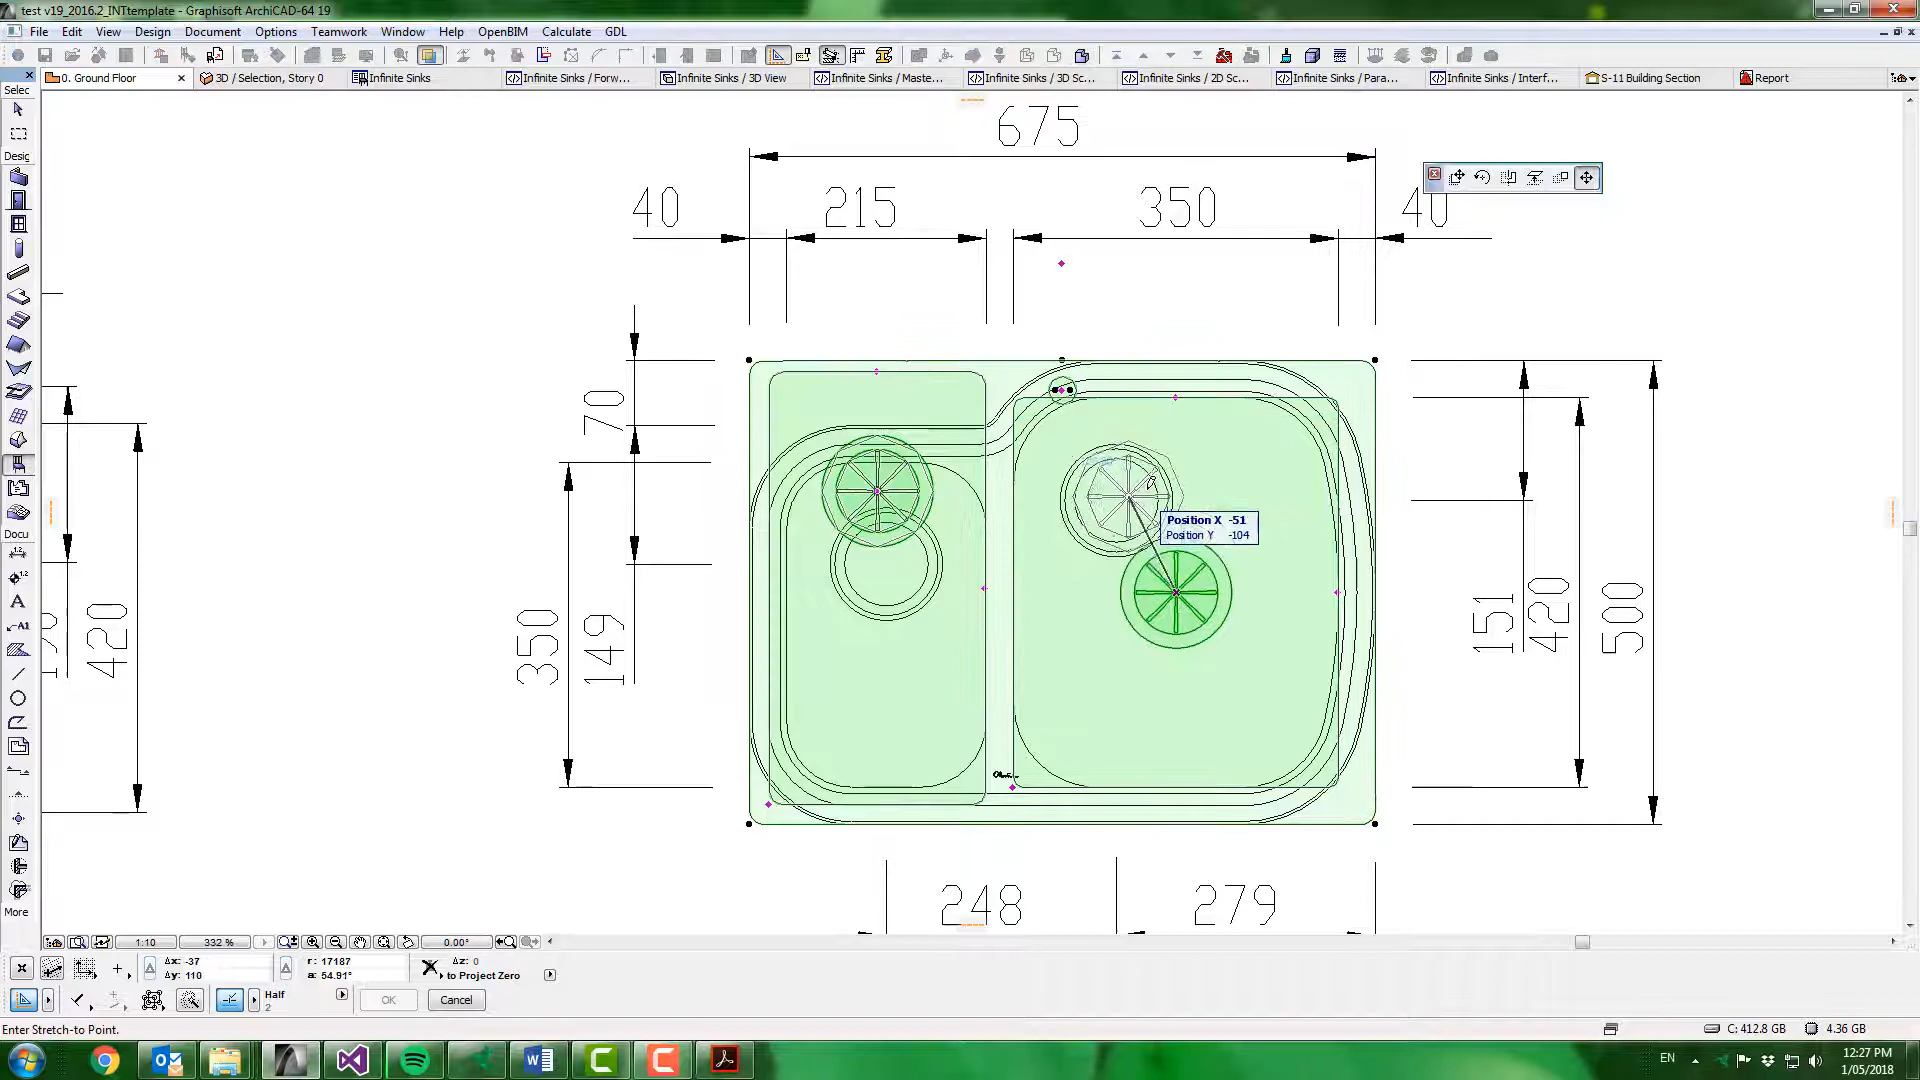 test v19_2016.2_INTtemplate - Graphisoft ArchiCAD-64 19
File Edit View Design Document Options Teamwork Window Help OpenBIM Calculate GDL
0. Ground Floor
3D / Selection, Story 0
Infinite Sinks
Infinite Sinks / Forw...
Infinite Sinks / 3D View
Infinite Sinks / Maste...
Infinite Sinks / 3D Sc...
Infinite Sinks / 2D Sc...
Infinite Sinks / Para...
Infinite Sinks / Interf...
S-11 Building Section
Report
Selec
Desig
Docu
More
675
40
215
350
40
70
350
149
420
151
420
500
248
279
Position X -51
Position Y -104
1:10
332 %
0.00°
Δx: -37
Δy: 110
r: 17187
a: 54.91°
Δz: 0
to Project Zero
Half
2
OK
Cancel
Enter Stretch-to Point.
C: 412.8 GB
4.36 GB
EN
12:27 PM
1/05/2018